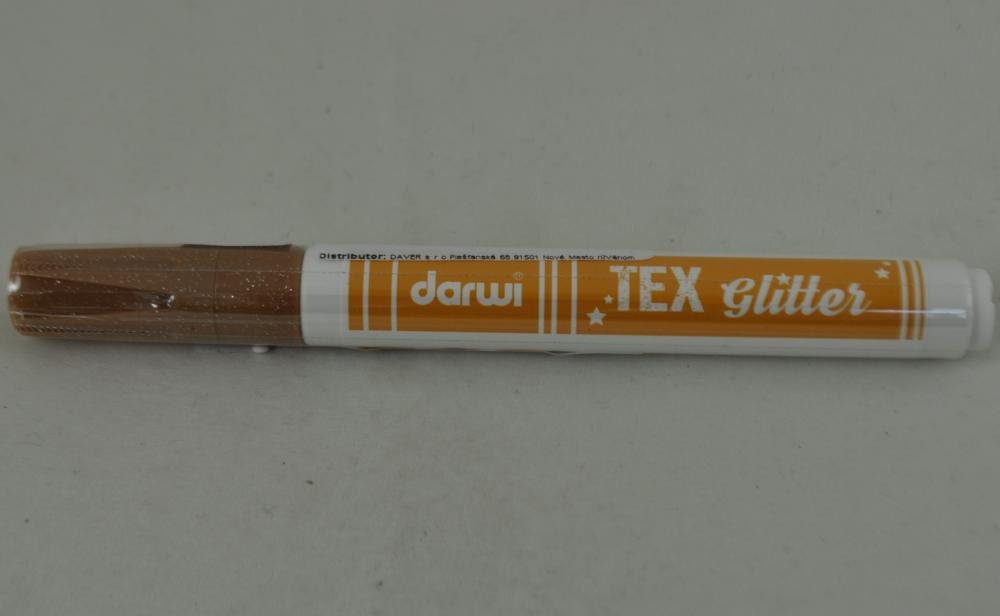 Distributor: DAVER s r o Piešťanská 68 91501 Nové Mesto n/Váhom
darwi®
TEX Glitter